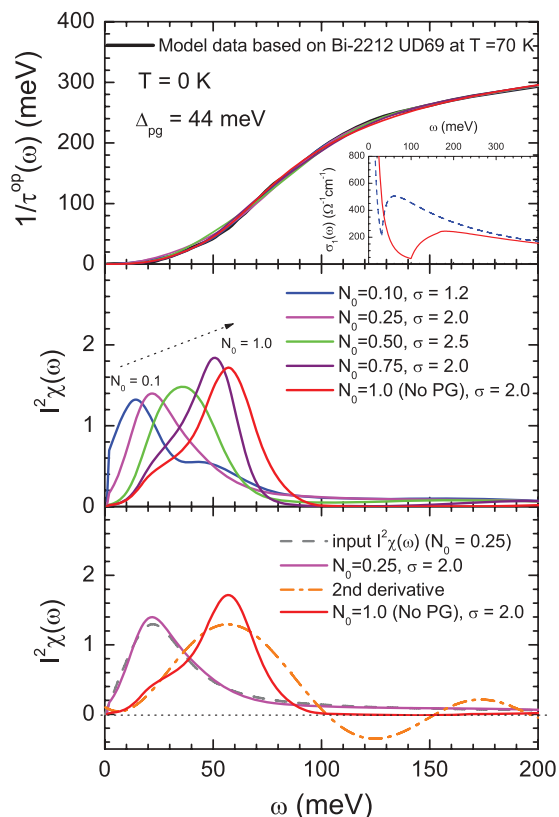 Model data based on Bi-2212 UD69 at T =70 K
T = 0 K
Δpg = 44 meV
1/τ^op(ω) (meV)
400
300
200
100
0
ω (meV)
0 100 200 300
σ₁(ω) (Ω⁻¹cm⁻¹)
800
600
400
200
N₀=0.10, σ = 1.2
N₀=0.25, σ = 2.0
N₀=0.50, σ = 2.5
N₀=0.75, σ = 2.0
N₀=1.0 (No PG), σ = 2.0
N₀ = 1.0
N₀ = 0.1
I²χ(ω)
2
1
0
input I²χ(ω) (N₀ = 0.25)
N₀=0.25, σ = 2.0
2nd derivative
N₀=1.0 (No PG), σ = 2.0
I²χ(ω)
2
1
0
0 50 100 150 200
ω (meV)